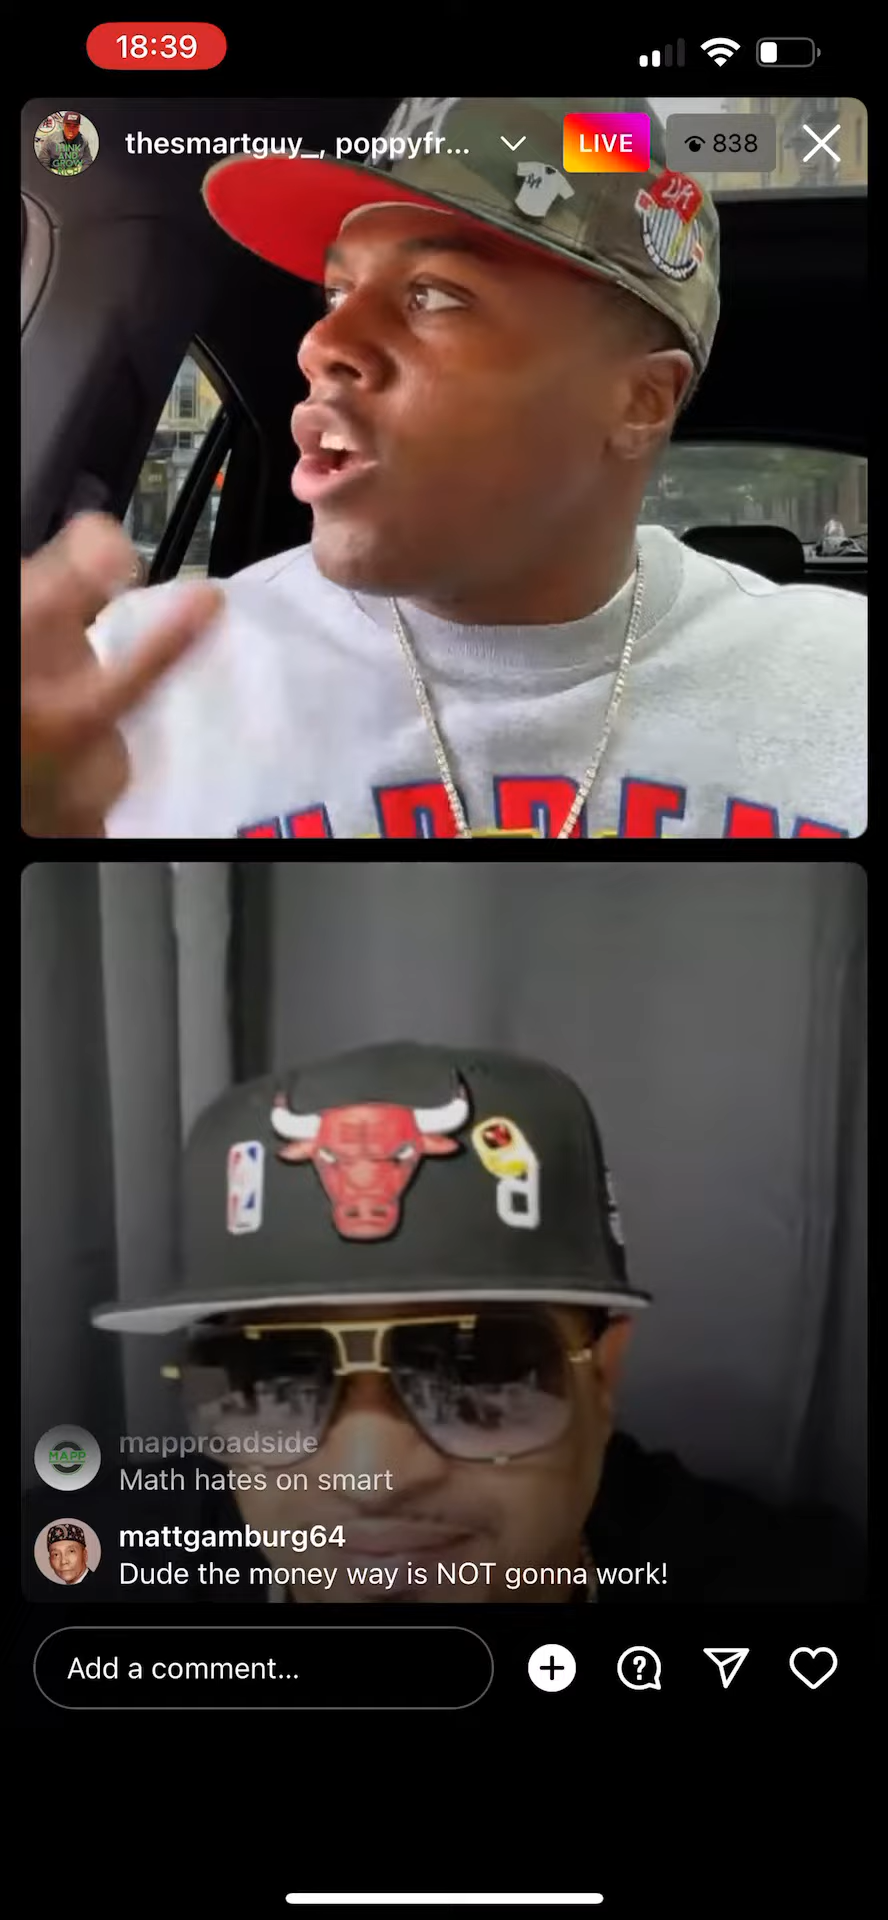 18:39
thesmartguy_, poppyfr...
LIVE
838
mapproadside
Math hates on smart
mattgamburg64
Dude the money way is NOT gonna work!
Add a comment...